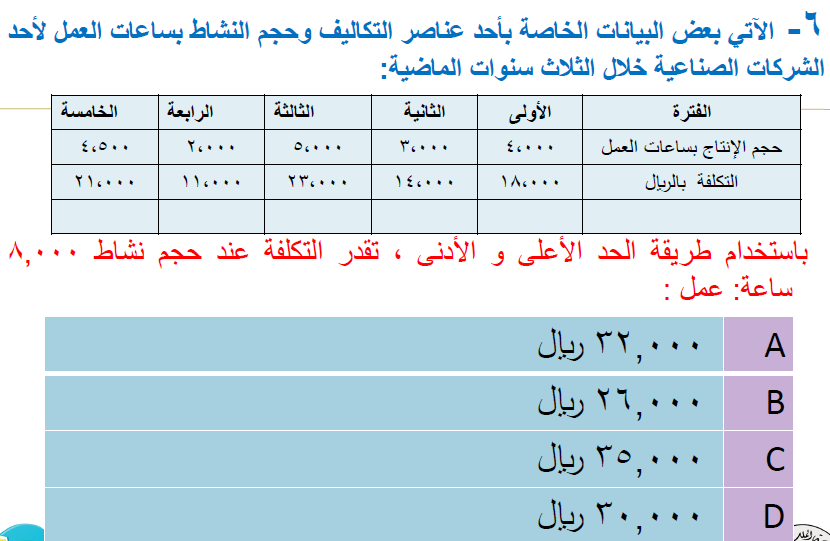 ٦- الآتي بعض البيانات الخاصة بأحد عناصر التكاليف وحجم النشاط بساعات العمل لأحد
الشركات الصناعية خلال الثلاث سنوات الماضية:
الفترة الأولى الثانية الثالثة الرابعة الخامسة
حجم الإنتاج بساعات العمل ٤،٠٠٠ ٣،٠٠٠ ٥،٠٠٠ ٢،٠٠٠ ٤،٥٠٠
التكلفة بالريال ١٨،٠٠٠ ١٤،٠٠٠ ٢٣،٠٠٠ ١١،٠٠٠ ٢١،٠٠٠
باستخدام طريقة الحد الأعلى و الأدنى ، تقدر التكلفة عند حجم نشاط ٨,٠٠٠
ساعة: عمل :
A ٣٢,٠٠٠ ريال
B ٢٦,٠٠٠ ريال
C ٣٥,٠٠٠ ريال
D ٣٠,٠٠٠ ريال